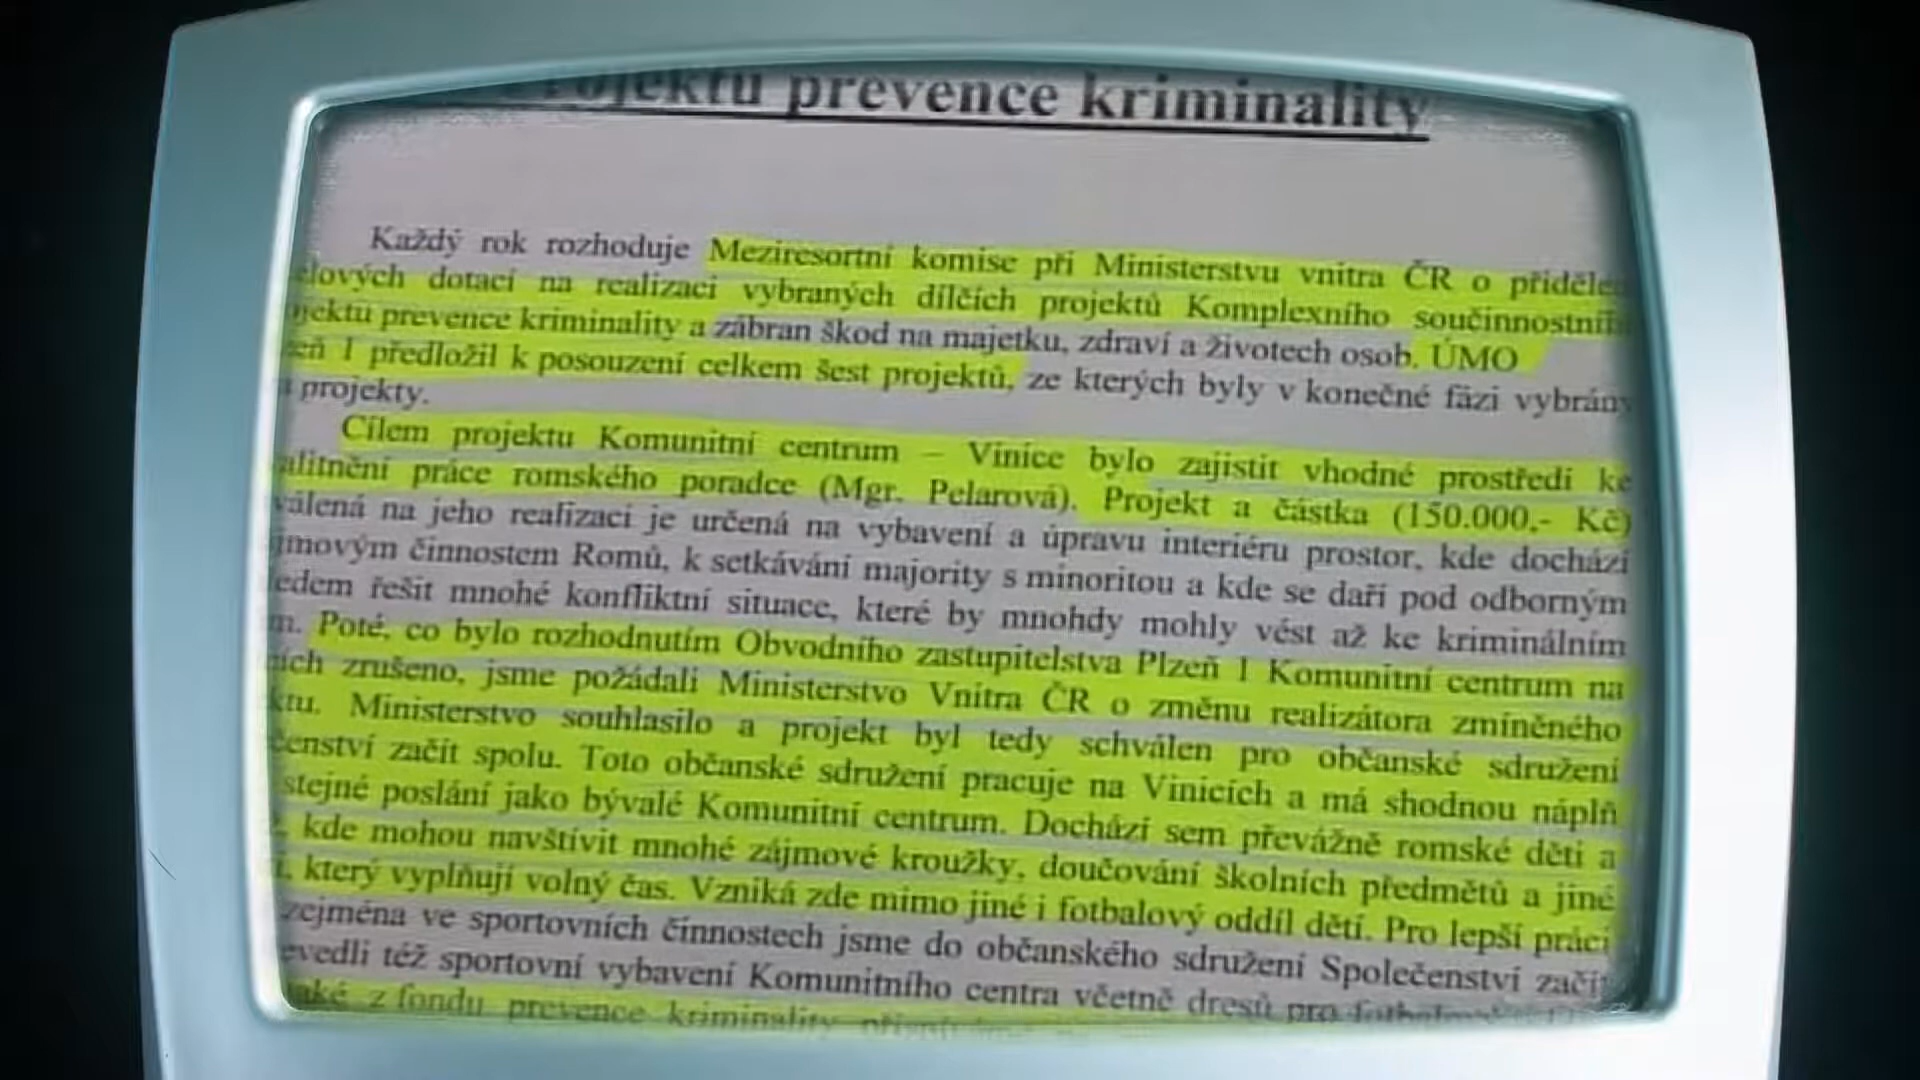 rojektu prevence kriminality
Každý rok rozhoduje Meziresortní komise při Ministerstvu vnitra ČR o přiděle
elových dotací na realizaci vybraných dílčích projektů Komplexního součinnostní
ojektu prevence kriminality a zábran škod na majetku, zdraví a životech osob. ÚMO
eň 1 předložil k posouzení celkem šest projektů, ze kterých byly v konečné fázi vybrány
projekty.
Cílem projektu Komunitní centrum – Vinice bylo zajistit vhodné prostředí ke
alitnění práce romského poradce (Mgr. Pelarová). Projekt a částka (150.000,- Kč)
válená na jeho realizaci je určená na vybavení a úpravu interiéru prostor, kde dochází
jmovým činnostem Romů, k setkávání majority s minoritou a kde se daří pod odborným
edem řešit mnohé konfliktní situace, které by mnohdy mohly vést až ke kriminálním
m. Poté, co bylo rozhodnutím Obvodního zastupitelstva Plzeň 1 Komunitní centrum na
ích zrušeno, jsme požádali Ministerstvo Vnitra ČR o změnu realizátora zmíněného
ktu. Ministerstvo souhlasilo a projekt byl tedy schválen pro občanské sdružení
čenství začít spolu. Toto občanské sdružení pracuje na Vinicích a má shodnou náplň
stejné poslání jako bývalé Komunitní centrum. Dochází sem převážně romské děti a
, kde mohou navštívit mnohé zájmové kroužky, doučování školních předmětů a jiné
i, který vyplňují volný čas. Vzniká zde mimo jiné i fotbalový oddíl dětí. Pro lepší práci
zejména ve sportovních činnostech jsme do občanského sdružení Společenství začít
evedli též sportovní vybavení Komunitního centra včetně dresů pro
aké z fondu prevence kriminality